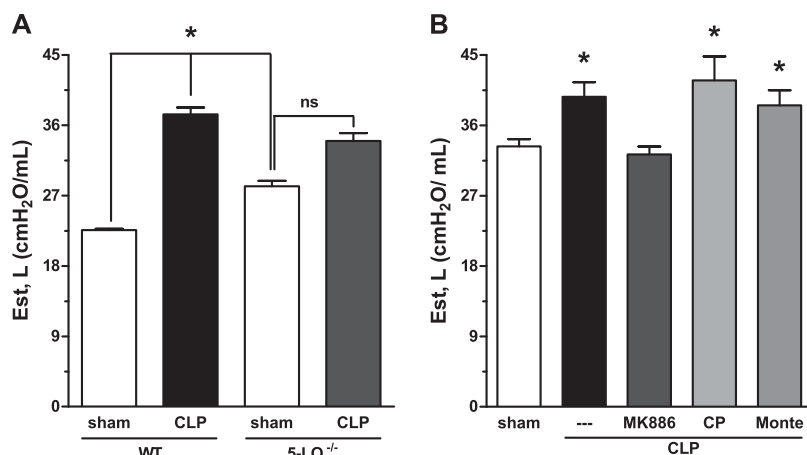 A
*
45
36
27
18
9
0
Est, L (cmH2O/mL)
ns
sham CLP sham CLP
WT 5-LO -/-
B
45
36
27
18
9
0
Est, L (cmH2O/ mL)
* * *
sham --- MK886 CP Monte
CLP